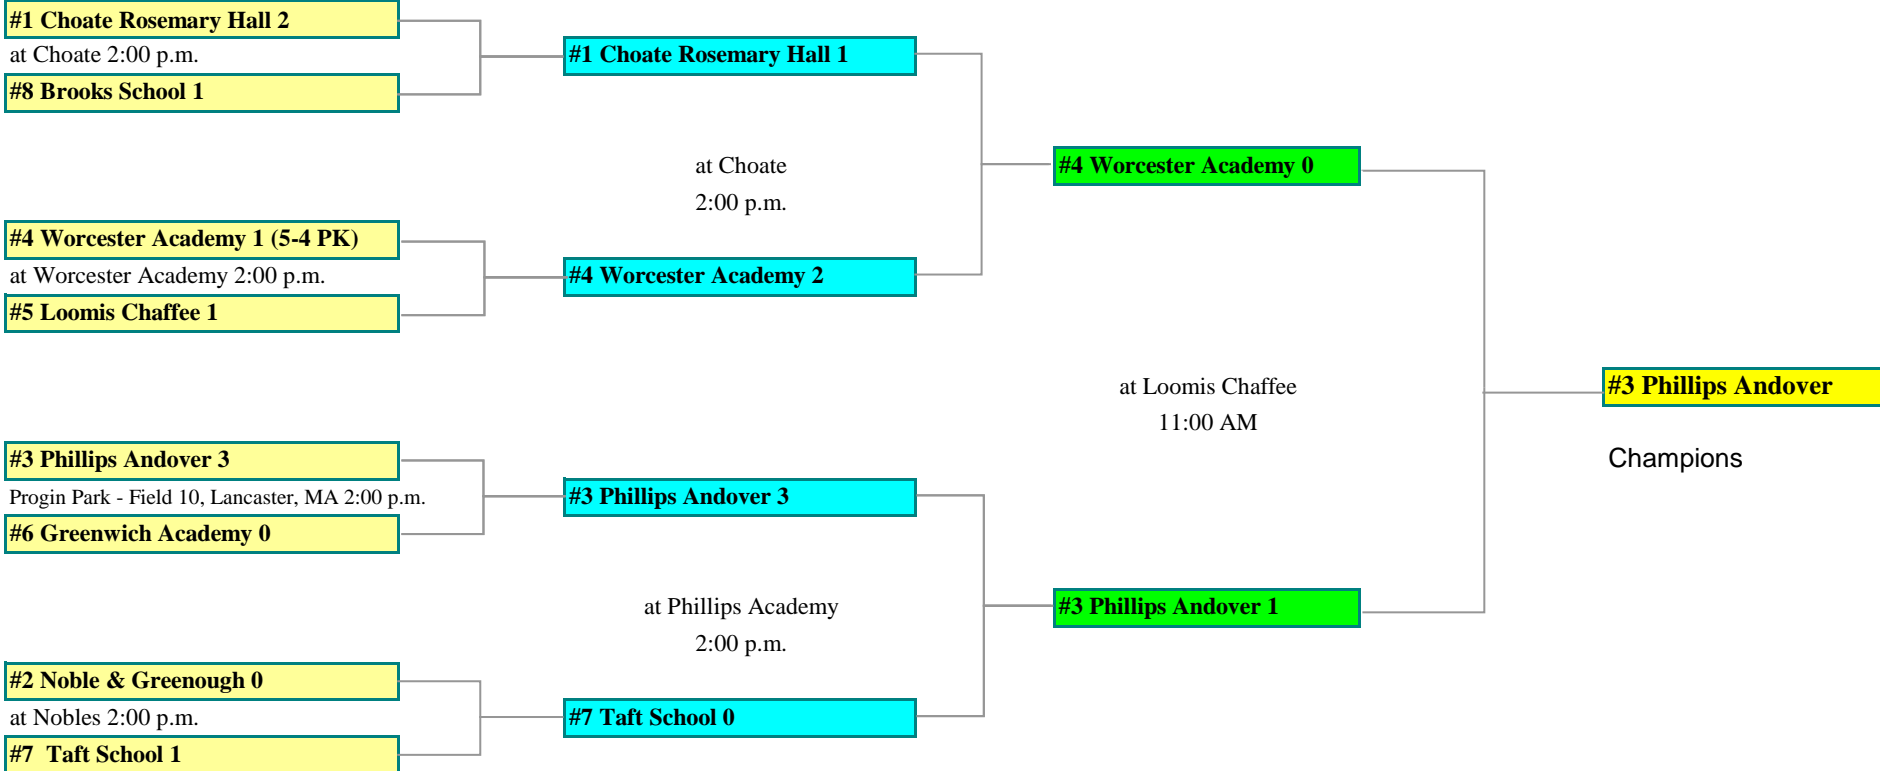 #1 Choate Rosemary Hall 2
at Choate 2:00 p.m.
#8 Brooks School 1
#1 Choate Rosemary Hall 1
at Choate
2:00 p.m.
#4 Worcester Academy 0
#4 Worcester Academy 1 (5-4 PK)
at Worcester Academy 2:00 p.m.
#5 Loomis Chaffee 1
#4 Worcester Academy 2
at Loomis Chaffee
11:00 AM
#3 Phillips Andover
Champions
#3 Phillips Andover 3
Progin Park - Field 10, Lancaster, MA 2:00 p.m.
#6 Greenwich Academy 0
#3 Phillips Andover 3
at Phillips Academy
2:00 p.m.
#3 Phillips Andover 1
#2 Noble & Greenough 0
at Nobles 2:00 p.m.
#7 Taft School 1
#7 Taft School 0